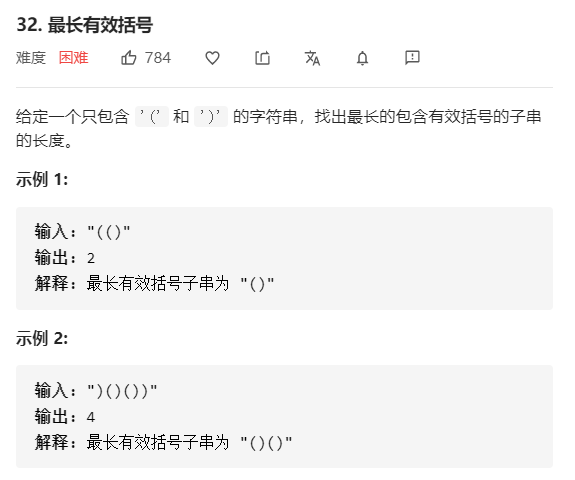 32. 最长有效括号
难度 困难 784
给定一个只包含 '(' 和 ')' 的字符串，找出最长的包含有效括号的子串
的长度。
示例 1:
输入: "(()"
输出: 2
解释: 最长有效括号子串为 "()"
示例 2:
输入: ")()())"
输出: 4
解释: 最长有效括号子串为 "()()"